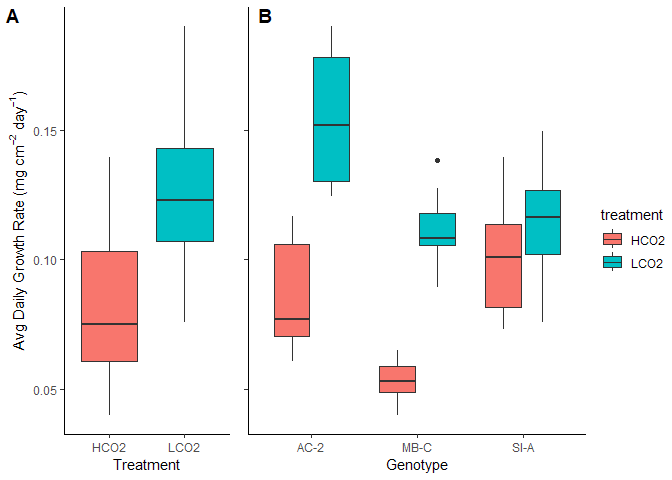 A
B
Avg Daily Growth Rate (mg cm⁻² day⁻¹)
0.15
0.10
0.05
HCO2 LCO2
Treatment
AC-2 MB-C SI-A
Genotype
treatment
HCO2
LCO2